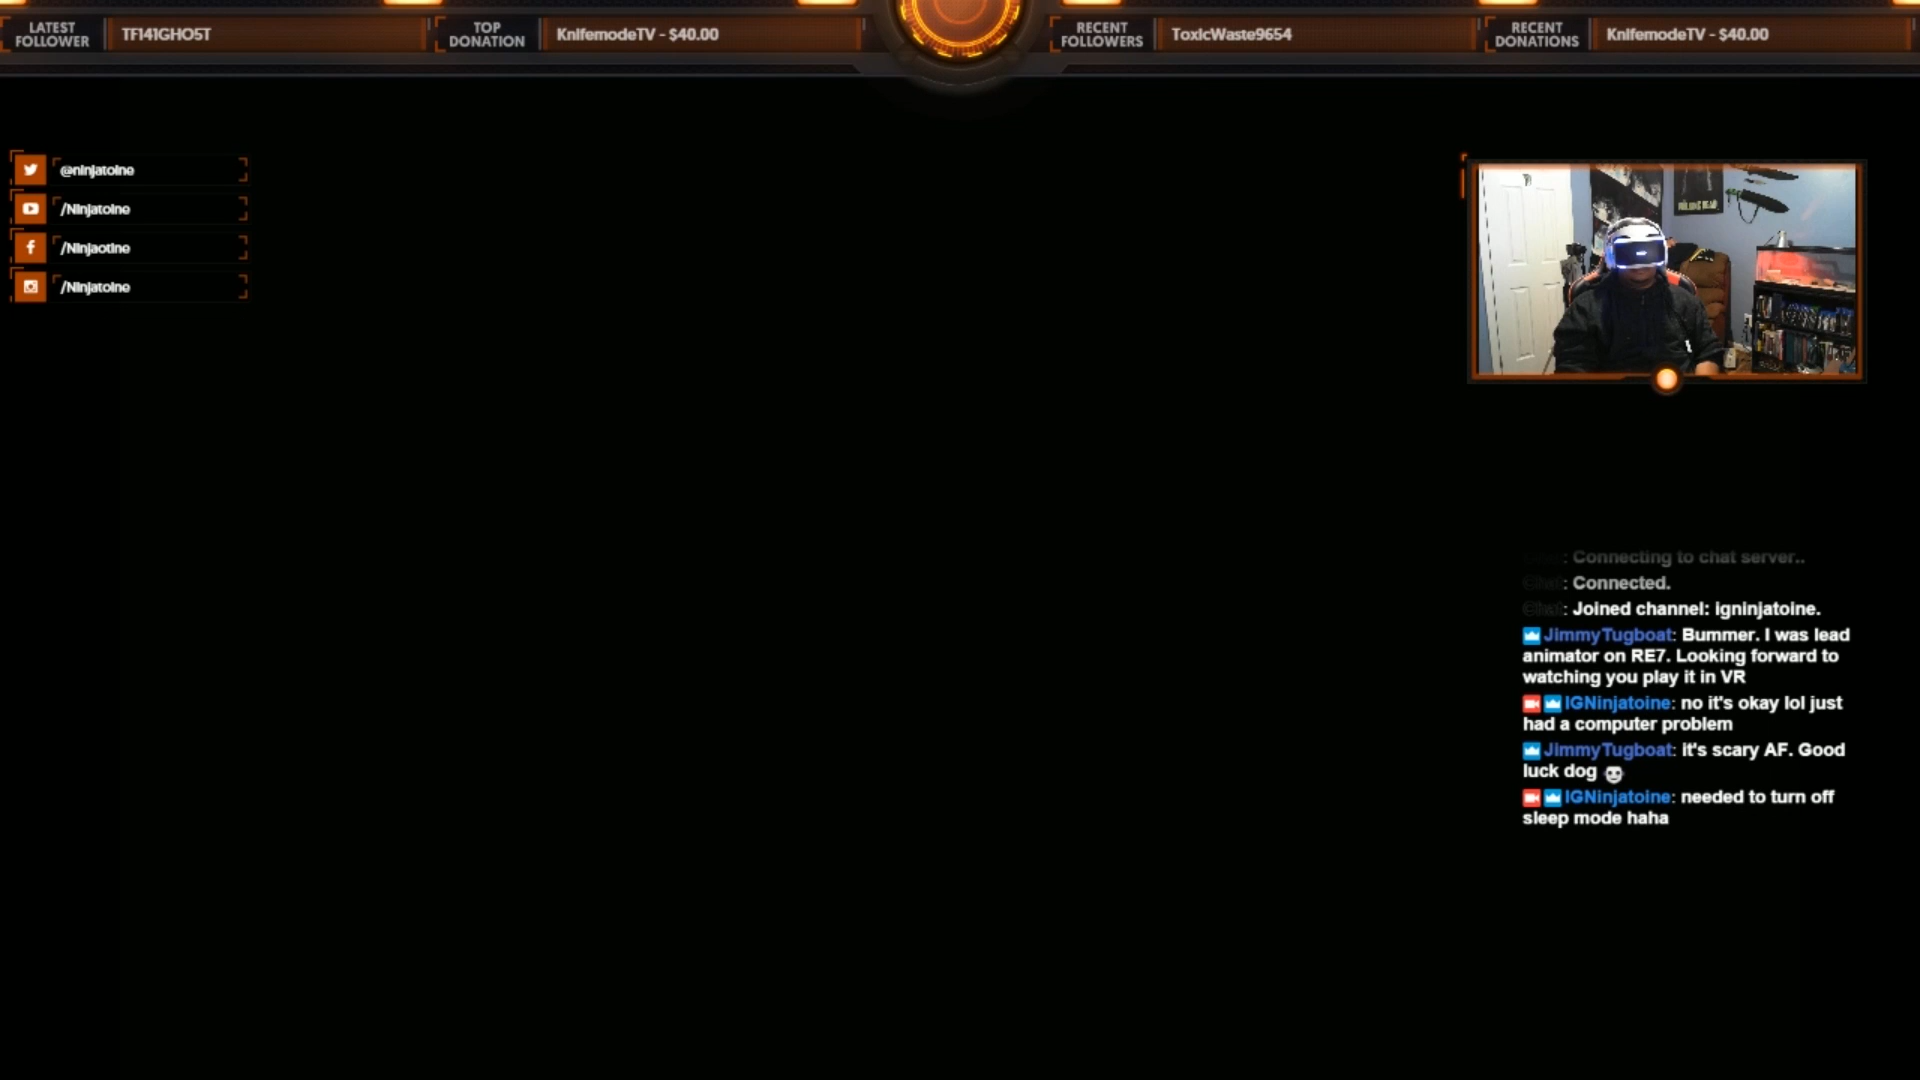 LATEST
FOLLOWER
TF141GHO5T
TOP
DONATION
KnifemodeTV - $40.00
RECENT
FOLLOWERS
ToxicWaste9654
RECENT
DONATIONS
KnifemodeTV - $40.00
@ninjatoine
/Ninjatoine
/Ninjaotine
/Ninjatoine
: Connecting to chat server..
Chat: Connected.
Chat: Joined channel: igninjatoine.
JimmyTugboat: Bummer. I was lead
animator on RE7. Looking forward to
watching you play it in VR
IGNinjatoine: no it's okay lol just
had a computer problem
JimmyTugboat: it's scary AF. Good
luck dog
IGNinjatoine: needed to turn off
sleep mode haha